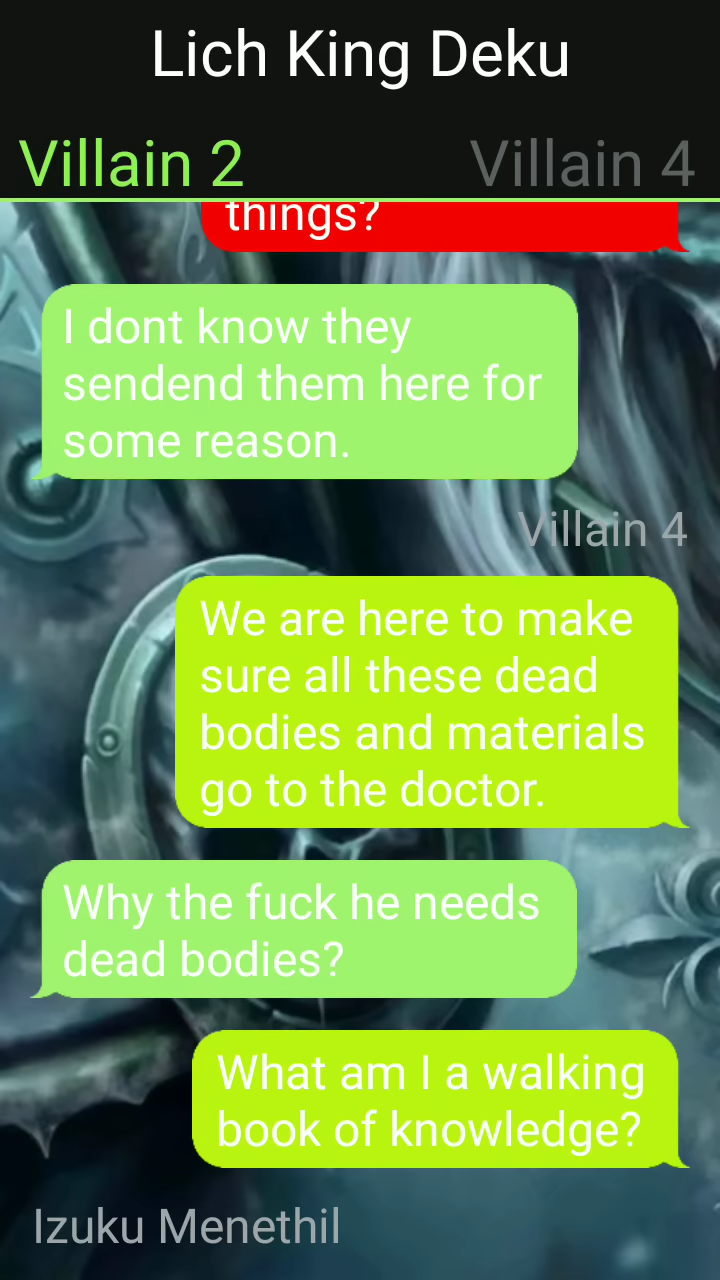 Lich King Deku
Villain 2
Villain 4
things?
I dont know they
sendend them here for
some reason.
Villain 4
We are here to make
sure all these dead
bodies and materials
go to the doctor.
Why the fuck he needs
dead bodies?
What am I a walking
book of knowledge?
Izuku Menethil